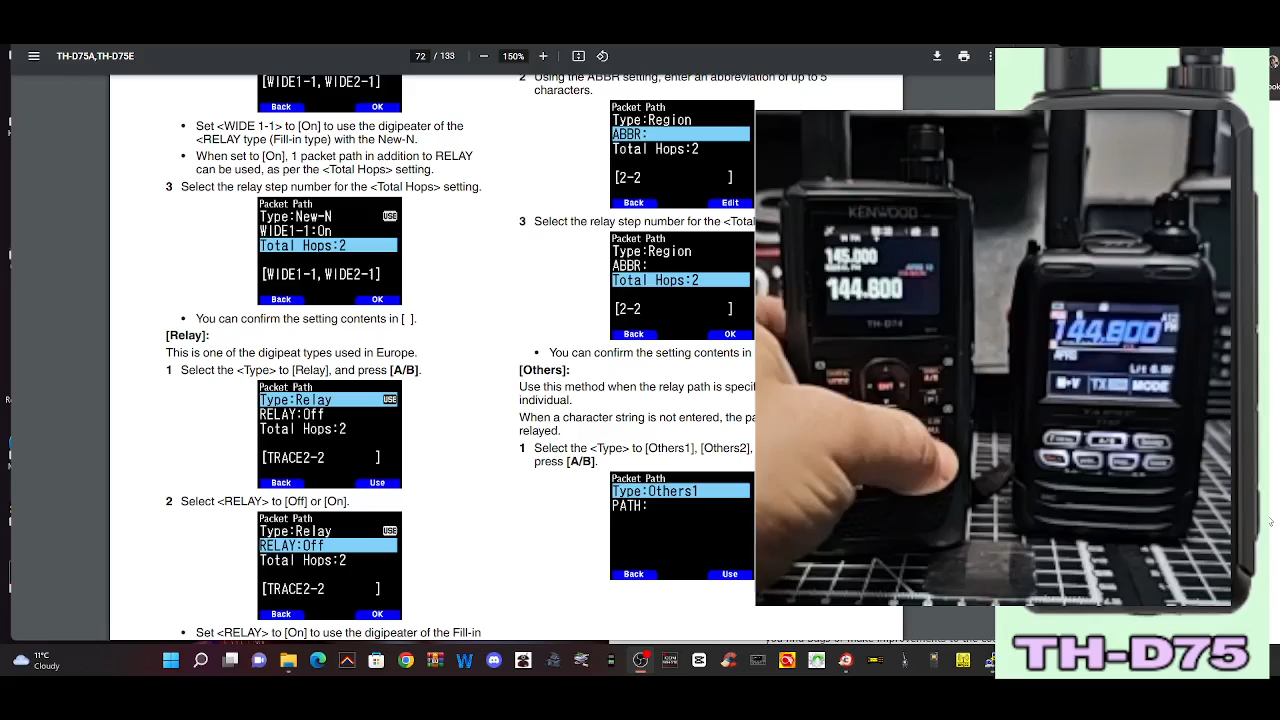 TH-D75A,TH-D75E
72 / 133
150%
[WIDE1-1, WIDE2-1]
Back OK
• Set <WIDE 1-1> to [On] to use the digipeater of the
<RELAY type (Fill-in type) with the New-N.
• When set to [On], 1 packet path in addition to RELAY
can be used, as per the <Total Hops> setting.
3 Select the relay step number for the <Total Hops> setting.
Packet Path
Type:New-N USE
WIDE1-1:On
Total Hops:2
[WIDE1-1, WIDE2-1]
Back OK
• You can confirm the setting contents in [ ].
[Relay]:
This is one of the digipeat types used in Europe.
1 Select the <Type> to [Relay], and press [A/B].
Packet Path
Type:Relay USE
RELAY:Off
Total Hops:2
[TRACE2-2 ]
Back Use
2 Select <RELAY> to [Off] or [On].
Packet Path
Type:Relay USE
RELAY:Off
Total Hops:2
[TRACE2-2 ]
Back OK
• Set <RELAY> to [On] to use the digipeater of the Fill-in
2 Using the ABBR setting, enter an abbreviation of up to 5
characters.
Packet Path
Type:Region
ABBR:
Total Hops:2
[2-2 ]
Back Edit
3 Select the relay step number for the <Total
Packet Path
Type:Region
ABBR:
Total Hops:2
[2-2 ]
Back OK
• You can confirm the setting contents in
[Others]:
Use this method when the relay path is specif
individual.
When a character string is not entered, the pa
relayed.
1 Select the <Type> to [Others1], [Others2],
press [A/B].
Packet Path
Type:Others1
PATH:
Back Use
KENWOOD
145.000
144.800
TH-D74
ENT
A/B
144.800
APRS
M→V TX MODE
YAESU
A/B
TH-D75
11°C
Cloudy